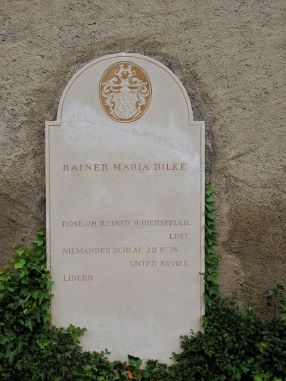 RAINER MARIA RILKE
ROSE, OH REINER WIDERSPRUCH,
LUST,
NIEMANDES SCHLAF ZU SEIN
UNTER SOVIEL
LIDERN.